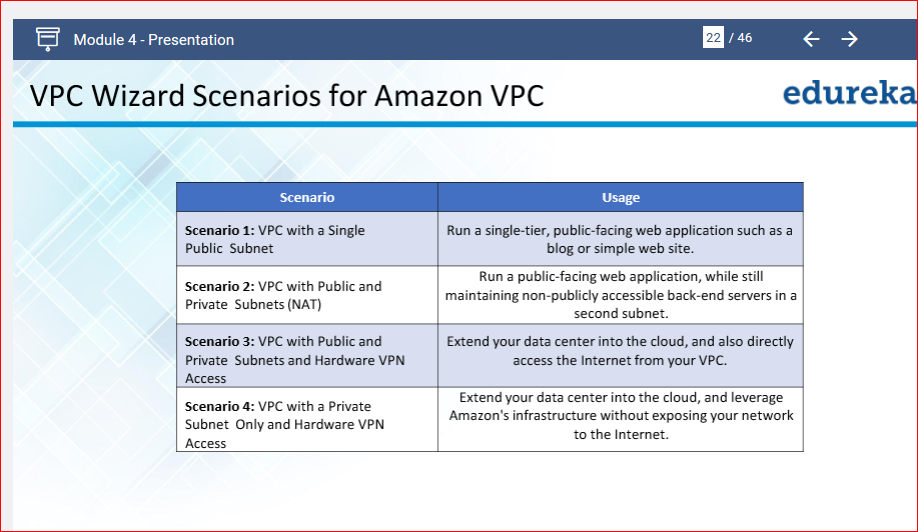 Module 4 - Presentation
22 / 46
VPC Wizard Scenarios for Amazon VPC
edureka
Scenario
Usage
Scenario 1: VPC with a Single
Public Subnet
Run a single-tier, public-facing web application such as a
blog or simple web site.
Scenario 2: VPC with Public and
Private Subnets (NAT)
Run a public-facing web application, while still
maintaining non-publicly accessible back-end servers in a
second subnet.
Scenario 3: VPC with Public and
Private Subnets and Hardware VPN
Access
Extend your data center into the cloud, and also directly
access the Internet from your VPC.
Scenario 4: VPC with a Private
Subnet Only and Hardware VPN
Access
Extend your data center into the cloud, and leverage
Amazon's infrastructure without exposing your network
to the Internet.